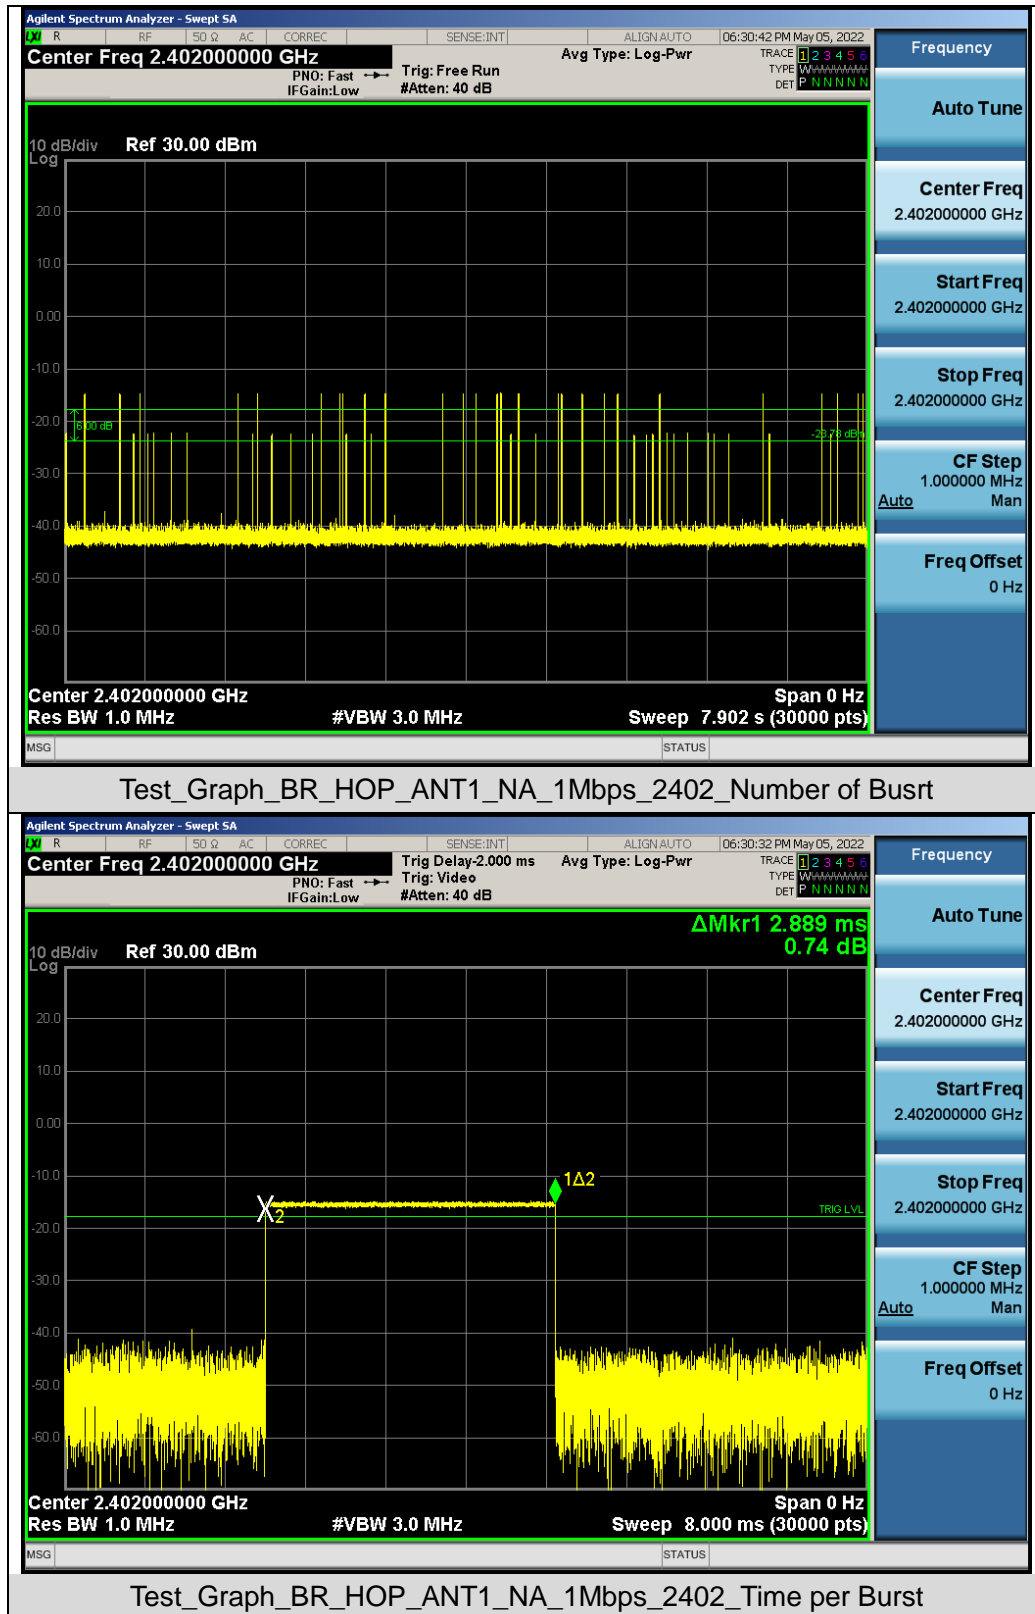 Agilent Spectrum Analyzer - Swept SA
LXI R RF 50 Ω AC CORREC SENSE:INT ALIGN AUTO 06:30:42 PM May 05, 2022
Center Freq 2.402000000 GHz Avg Type: Log-Pwr TRACE 1 2 3 4 5 6
PNO: Fast Trig: Free Run TYPE
IFGain:Low #Atten: 40 dB DET P N N N N N
Frequency
Auto Tune
10 dB/div Ref 30.00 dBm
Log
20.0
10.0
0.00
-10.0
-20.0
-30.0
-40.0
-50.0
-60.0
6.00 dB
-23.78 dBm
Center Freq
2.402000000 GHz
Start Freq
2.402000000 GHz
Stop Freq
2.402000000 GHz
CF Step
1.000000 MHz
Auto Man
Freq Offset
0 Hz
Center 2.402000000 GHz Span 0 Hz
Res BW 1.0 MHz #VBW 3.0 MHz Sweep 7.902 s (30000 pts)
MSG STATUS
Test_Graph_BR_HOP_ANT1_NA_1Mbps_2402_Number of Busrt
Agilent Spectrum Analyzer - Swept SA
LXI R RF 50 Ω AC CORREC SENSE:INT ALIGN AUTO 06:30:32 PM May 05, 2022
Center Freq 2.402000000 GHz Trig Delay-2.000 ms Avg Type: Log-Pwr TRACE 1 2 3 4 5 6
PNO: Fast Trig: Video TYPE
IFGain:Low #Atten: 40 dB DET P N N N N N
Frequency
Auto Tune
ΔMkr1 2.889 ms
0.74 dB
10 dB/div Ref 30.00 dBm
Log
20.0
10.0
0.00
-10.0
-20.0
-30.0
-40.0
-50.0
-60.0
1Δ2
2
TRIG LVL
Center Freq
2.402000000 GHz
Start Freq
2.402000000 GHz
Stop Freq
2.402000000 GHz
CF Step
1.000000 MHz
Auto Man
Freq Offset
0 Hz
Center 2.402000000 GHz Span 0 Hz
Res BW 1.0 MHz #VBW 3.0 MHz Sweep 8.000 ms (30000 pts)
MSG STATUS
Test_Graph_BR_HOP_ANT1_NA_1Mbps_2402_Time per Burst